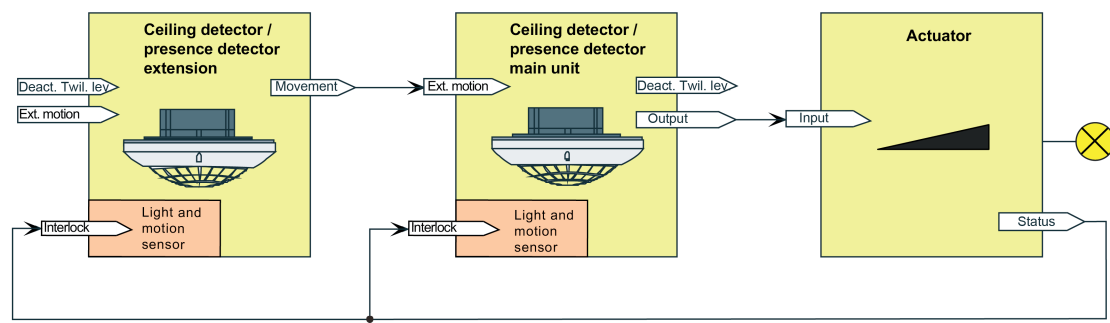 Ceiling detector /
presence detector
extension
Deact. Twil. lev
Ext. motion
Movement
Interlock
Light and
motion
sensor
Ceiling detector /
presence detector
main unit
Ext. motion
Deact. Twil. lev
Output
Interlock
Light and
motion
sensor
Actuator
Input
Status